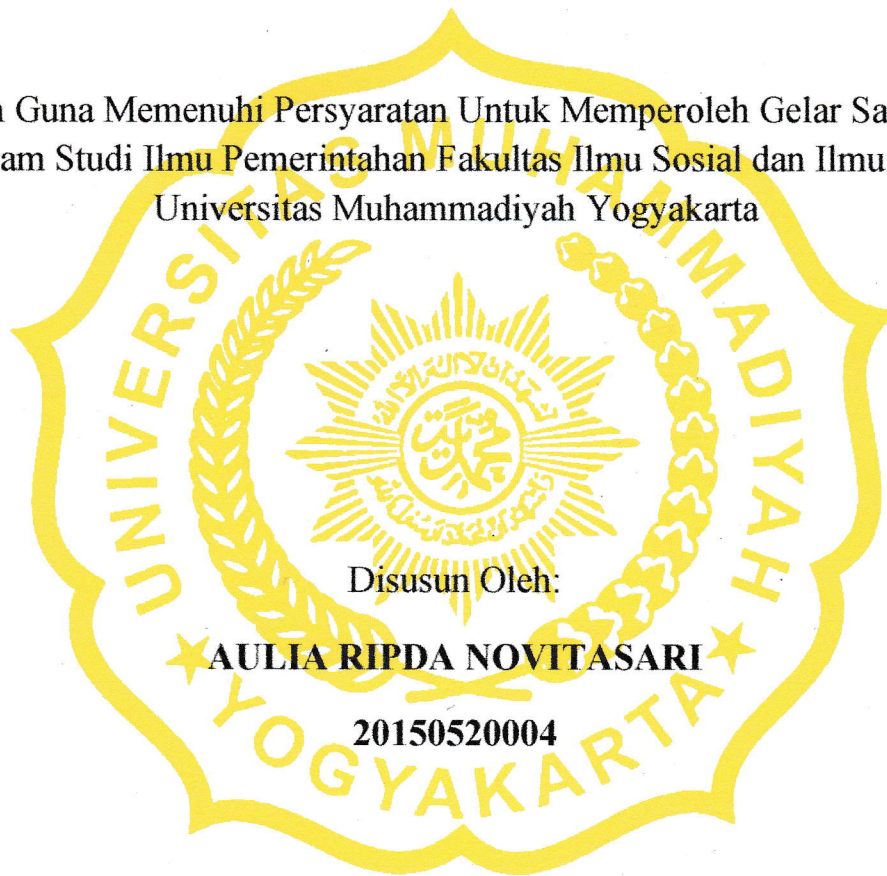 n Guna Memenuhi Persyaratan Untuk Memperoleh Gelar Sa
am Studi Ilmu Pemerintahan Fakultas Ilmu Sosial dan Ilmu
Universitas Muhammadiyah Yogyakarta
UNIVERSITAS MUHAMMADIYAH
Disusun Oleh:
AULIA RIPDA NOVITASARI
20150520004
YOGYAKARTA